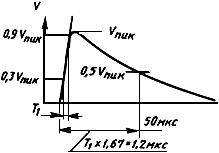 V
0,9 Vпик
Vпик
0,3 Vпик
0,5 Vпик
T1
50мкс
T1 × 1,67 = 1,2мкс